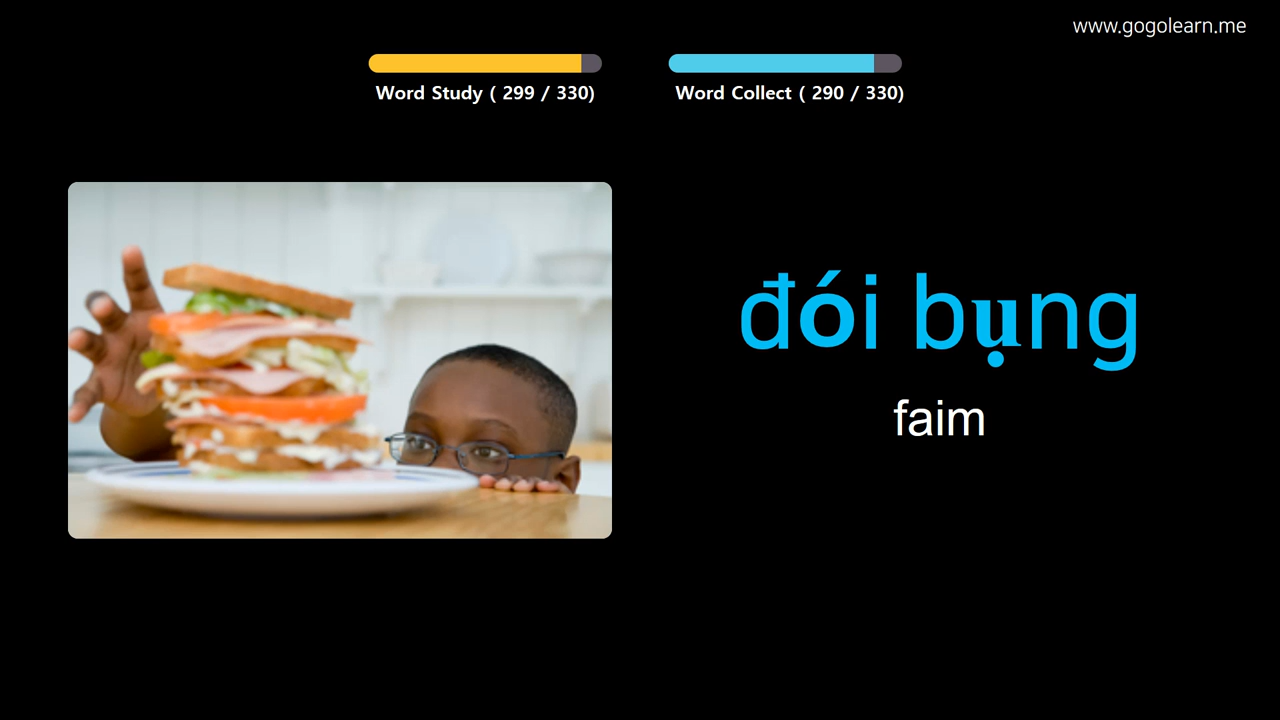 www.gogolearn.me
Word Study ( 299 / 330)
Word Collect ( 290 / 330)
đói bụng
faim